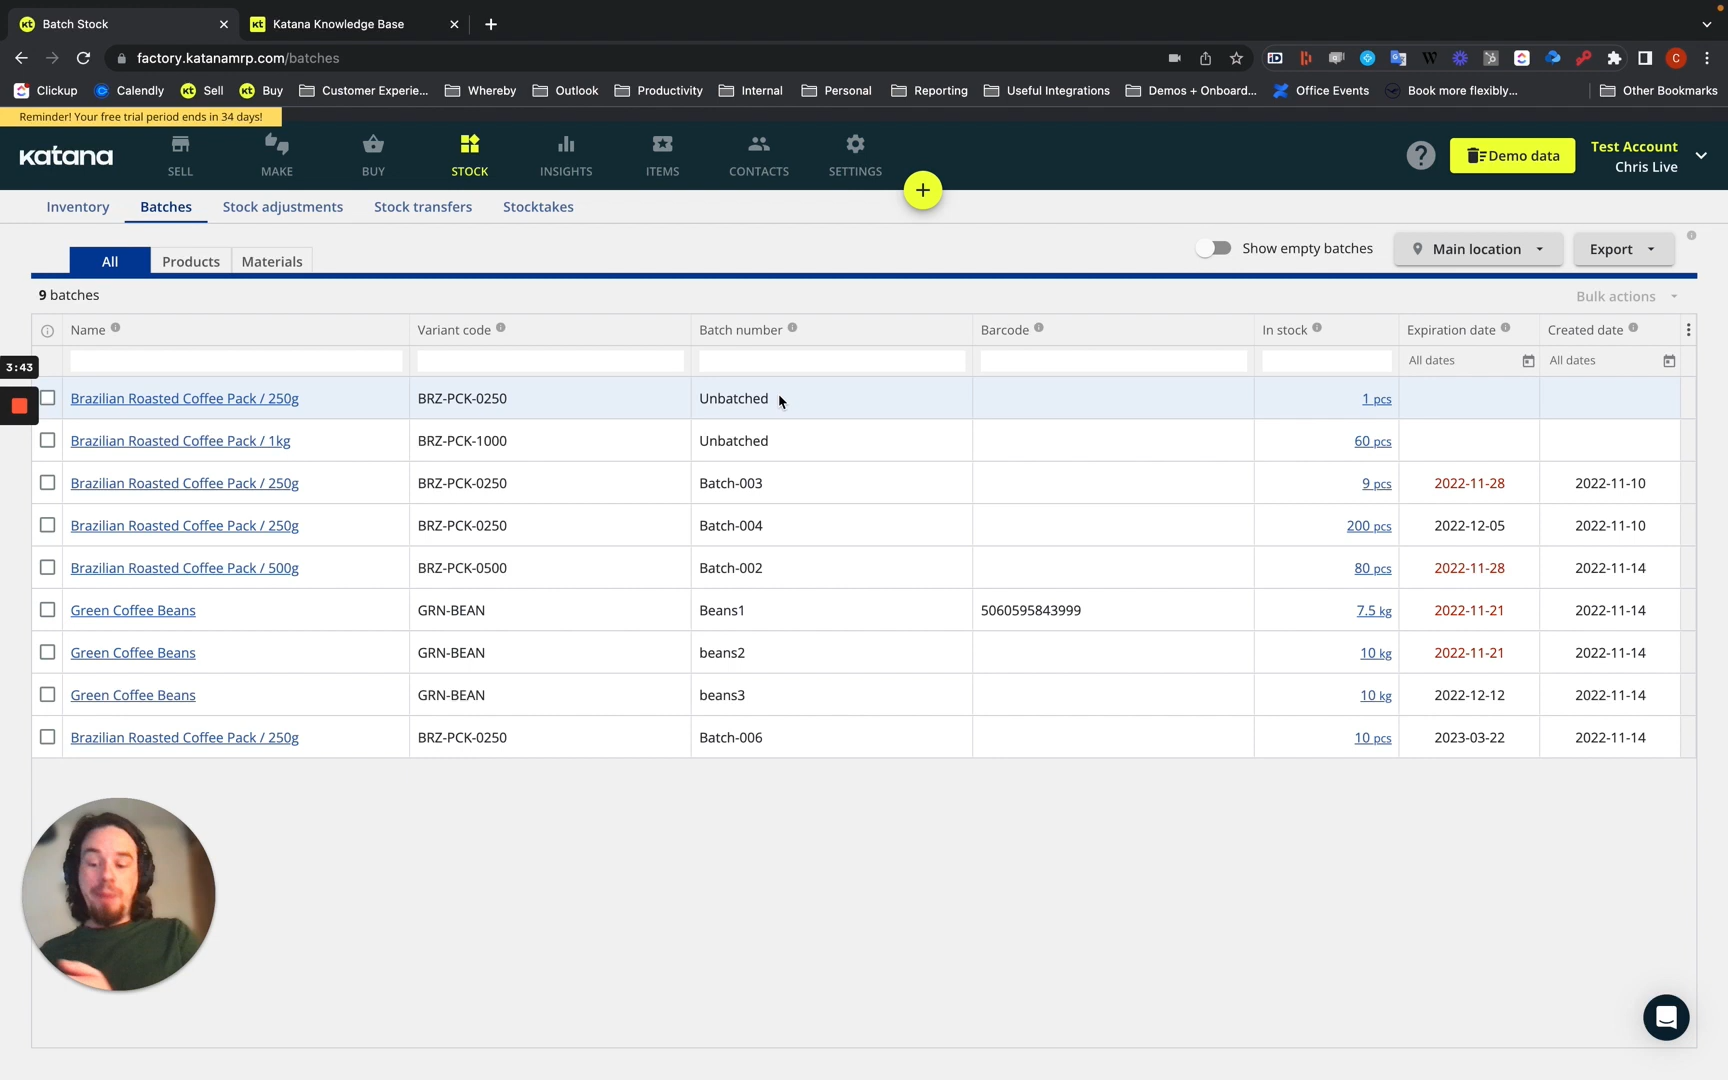 Batch Stock
Katana Knowledge Base
factory.katanamrp.com/batches
Clickup Calendly Sell Buy Customer Experie... Whereby Outlook Productivity Internal Personal Reporting Useful Integrations Demos + Onboard... Office Events Book more flexibly... Other Bookmarks
Reminder! Your free trial period ends in 34 days!
katana
SELL MAKE BUY STOCK INSIGHTS ITEMS CONTACTS SETTINGS
+
?
Demo data
Test Account
Chris Live
Inventory Batches Stock adjustments Stock transfers Stocktakes
All Products Materials
Show empty batches Main location Export
9 batches
Bulk actions
Name Variant code Batch number Barcode In stock Expiration date Created date
All dates All dates
3:43
Brazilian Roasted Coffee Pack / 250g BRZ-PCK-0250 Unbatched 1 pcs
Brazilian Roasted Coffee Pack / 1kg BRZ-PCK-1000 Unbatched 60 pcs
Brazilian Roasted Coffee Pack / 250g BRZ-PCK-0250 Batch-003 9 pcs 2022-11-28 2022-11-10
Brazilian Roasted Coffee Pack / 250g BRZ-PCK-0250 Batch-004 200 pcs 2022-12-05 2022-11-10
Brazilian Roasted Coffee Pack / 500g BRZ-PCK-0500 Batch-002 80 pcs 2022-11-28 2022-11-14
Green Coffee Beans GRN-BEAN Beans1 5060595843999 7.5 kg 2022-11-21 2022-11-14
Green Coffee Beans GRN-BEAN beans2 10 kg 2022-11-21 2022-11-14
Green Coffee Beans GRN-BEAN beans3 10 kg 2022-12-12 2022-11-14
Brazilian Roasted Coffee Pack / 250g BRZ-PCK-0250 Batch-006 10 pcs 2023-03-22 2022-11-14